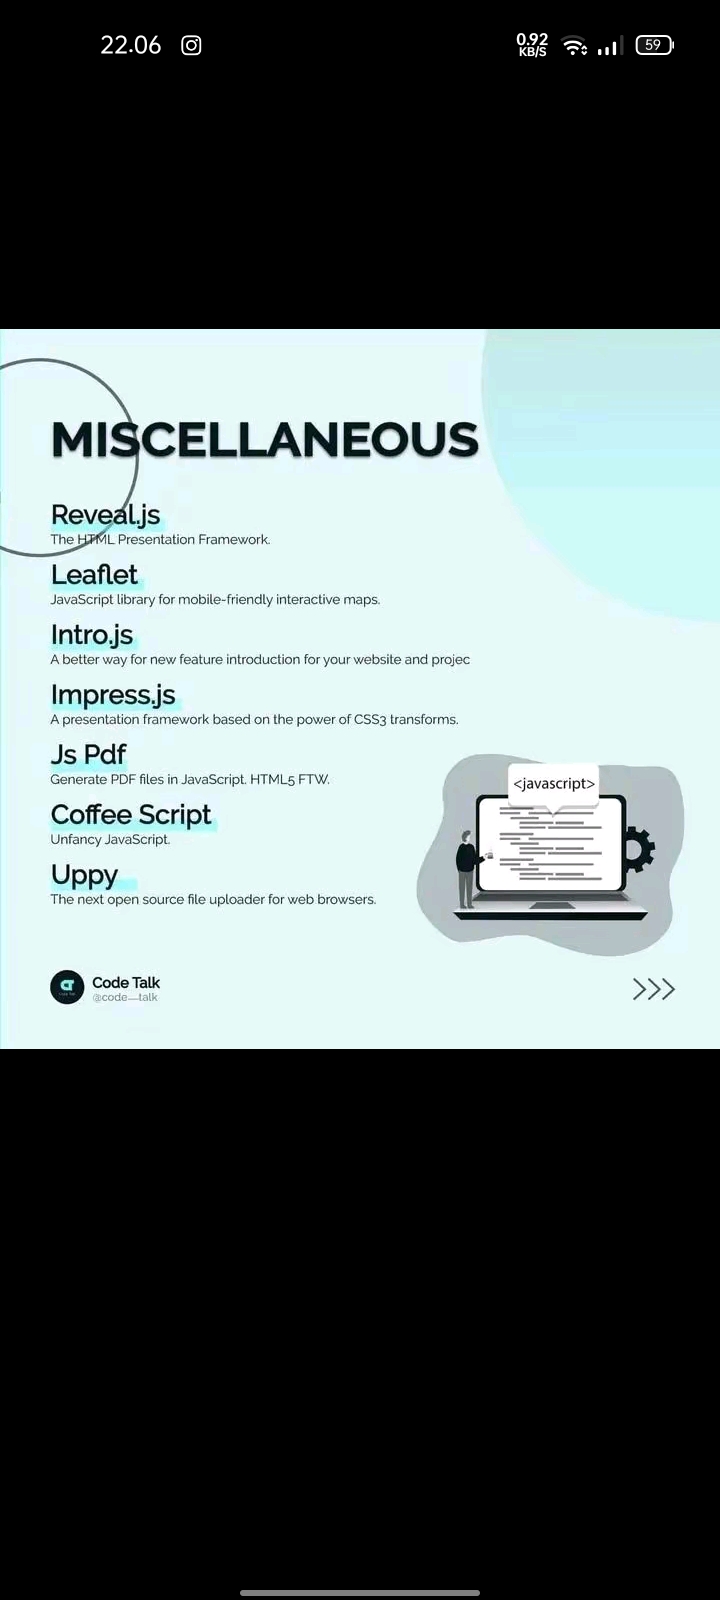 22.06
0.92
KB/S
59
MISCELLANEOUS
Reveal.js
The HTML Presentation Framework.
Leaflet
JavaScript library for mobile-friendly interactive maps.
Intro.js
A better way for new feature introduction for your website and projec
Impress.js
A presentation framework based on the power of CSS3 transforms.
Js Pdf
Generate PDF files in JavaScript. HTML5 FTW.
<javascript>
Coffee Script
Unfancy JavaScript.
Uppy
The next open source file uploader for web browsers.
Code Talk
@code__talk